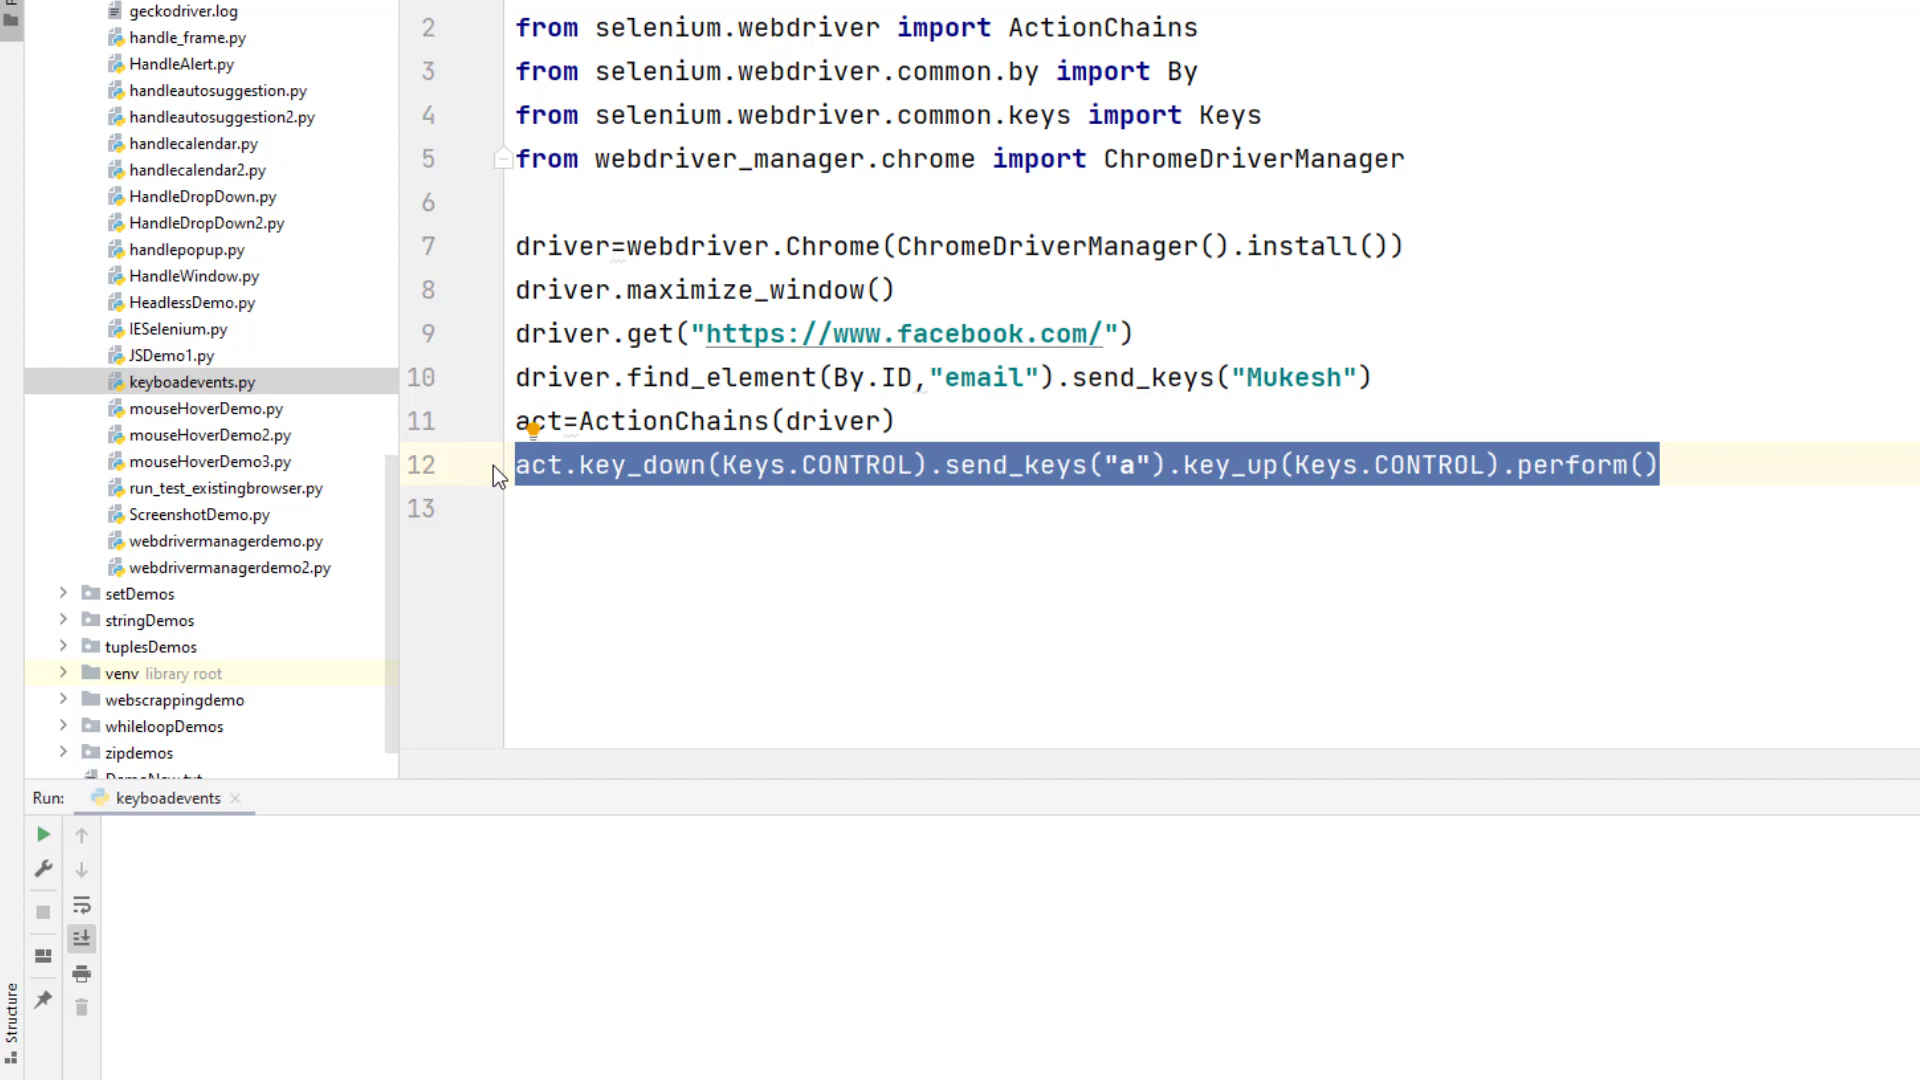 geckodriver.log
handle_frame.py
HandleAlert.py
handleautosuggestion.py
handleautosuggestion2.py
handlecalendar.py
handlecalendar2.py
HandleDropDown.py
HandleDropDown2.py
handlepopup.py
HandleWindow.py
HeadlessDemo.py
IESelenium.py
JSDemo1.py
keyboadevents.py
mouseHoverDemo.py
mouseHoverDemo2.py
mouseHoverDemo3.py
run_test_existingbrowser.py
ScreenshotDemo.py
webdrivermanagerdemo.py
webdrivermanagerdemo2.py
setDemos
stringDemos
tuplesDemos
venv library root
webscrappingdemo
whileloopDemos
zipdemos
2 from selenium.webdriver import ActionChains
3 from selenium.webdriver.common.by import By
4 from selenium.webdriver.common.keys import Keys
5 from webdriver_manager.chrome import ChromeDriverManager
6
7 driver=webdriver.Chrome(ChromeDriverManager().install())
8 driver.maximize_window()
9 driver.get("https://www.facebook.com/")
10 driver.find_element(By.ID,"email").send_keys("Mukesh")
11 act=ActionChains(driver)
12 act.key_down(Keys.CONTROL).send_keys("a").key_up(Keys.CONTROL).perform()
13
Run: keyboadevents
Structure